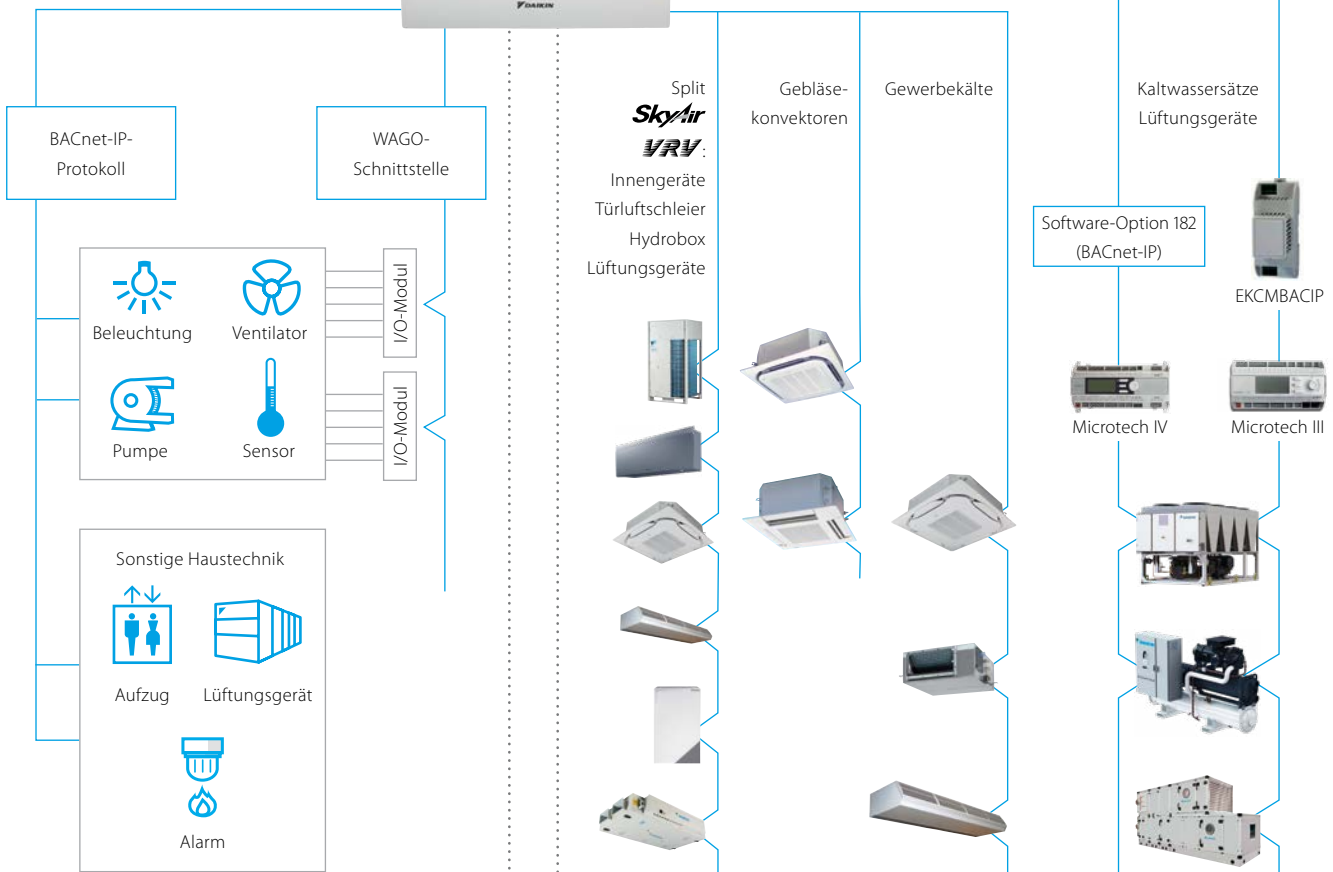 DAIKIN
BACnet-IP-
Protokoll
WAGO-
Schnittstelle
Beleuchtung
Ventilator
Pumpe
Sensor
I/O-Modul
I/O-Modul
Sonstige Haustechnik
Aufzug
Lüftungsgerät
Alarm
Split
SkyAir
VRV:
Innengeräte
Türluftschleier
Hydrobox
Lüftungsgeräte
Gebläse-
konvektoren
Gewerbekälte
Kaltwassersätze
Lüftungsgeräte
Software-Option 182
(BACnet-IP)
EKCMBACIP
Microtech IV
Microtech III